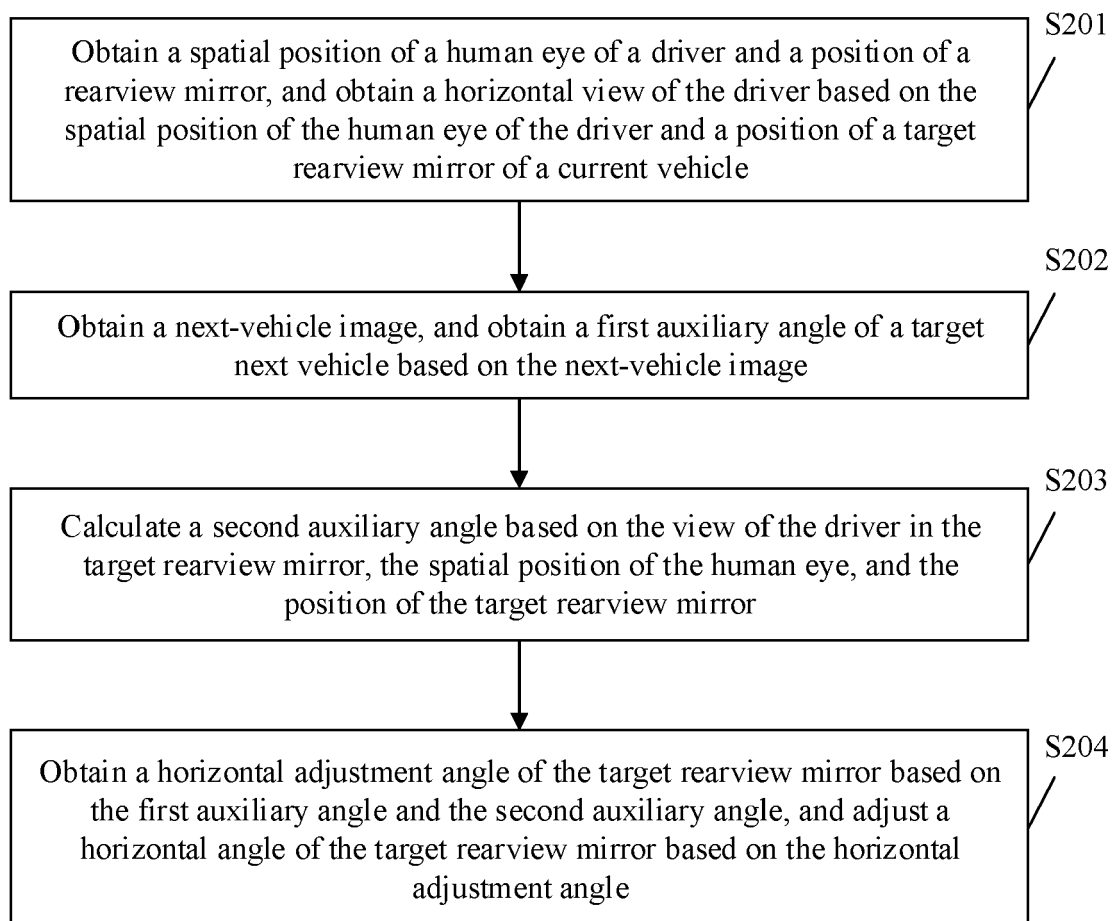 S201
Obtain a spatial position of a human eye of a driver and a position of a
rearview mirror, and obtain a horizontal view of the driver based on the
spatial position of the human eye of the driver and a position of a target
rearview mirror of a current vehicle
S202
Obtain a next-vehicle image, and obtain a first auxiliary angle of a target
next vehicle based on the next-vehicle image
S203
Calculate a second auxiliary angle based on the view of the driver in the
target rearview mirror, the spatial position of the human eye, and the
position of the target rearview mirror
S204
Obtain a horizontal adjustment angle of the target rearview mirror based on
the first auxiliary angle and the second auxiliary angle, and adjust a
horizontal angle of the target rearview mirror based on the horizontal
adjustment angle